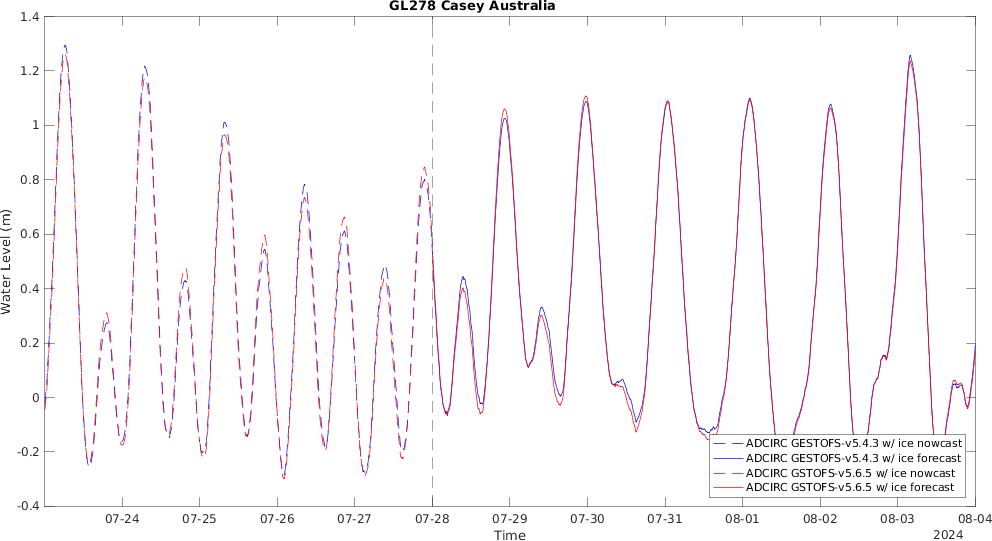 GL278 Casey Australia
1.4
1.2
1
0.8
0.6
0.4
0.2
0
-0.2
-0.4
Water Level (m)
ADCIRC GESTOFS-v5.4.3 w/ ice nowcast
ADCIRC GESTOFS-v5.4.3 w/ ice forecast
ADCIRC GSTOFS-v5.6.5 w/ ice nowcast
ADCIRC GSTOFS-v5.6.5 w/ ice forecast
07-24 07-25 07-26 07-27 07-28 07-29 07-30 07-31 08-01 08-02 08-03 08-04
Time
2024